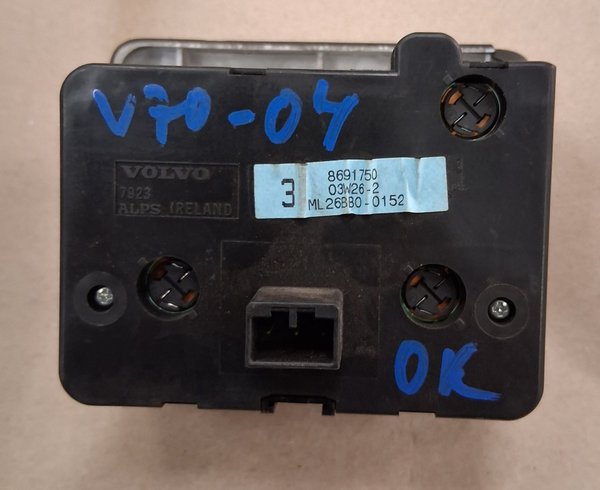 V70-04
VOLVO
7923
ALPS IRELAND
3
8691750
03W26-2
ML26BB0-0152
OK